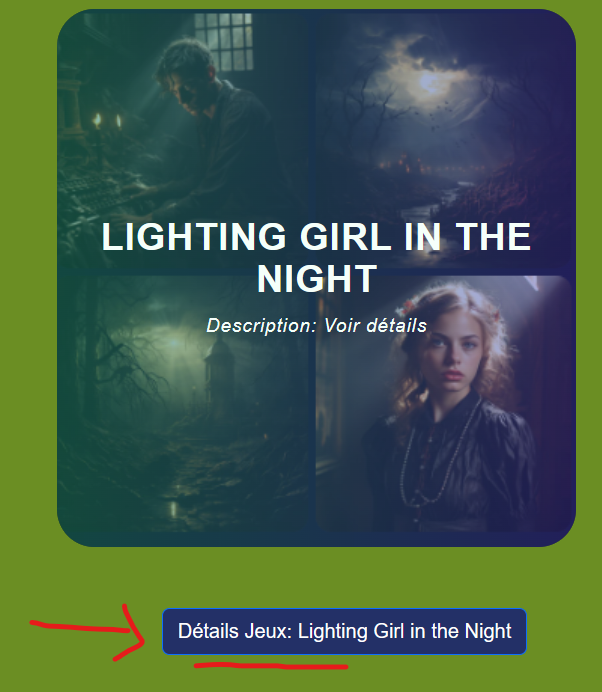 LIGHTING GIRL IN THE
NIGHT
Description: Voir détails
Détails Jeux: Lighting Girl in the Night